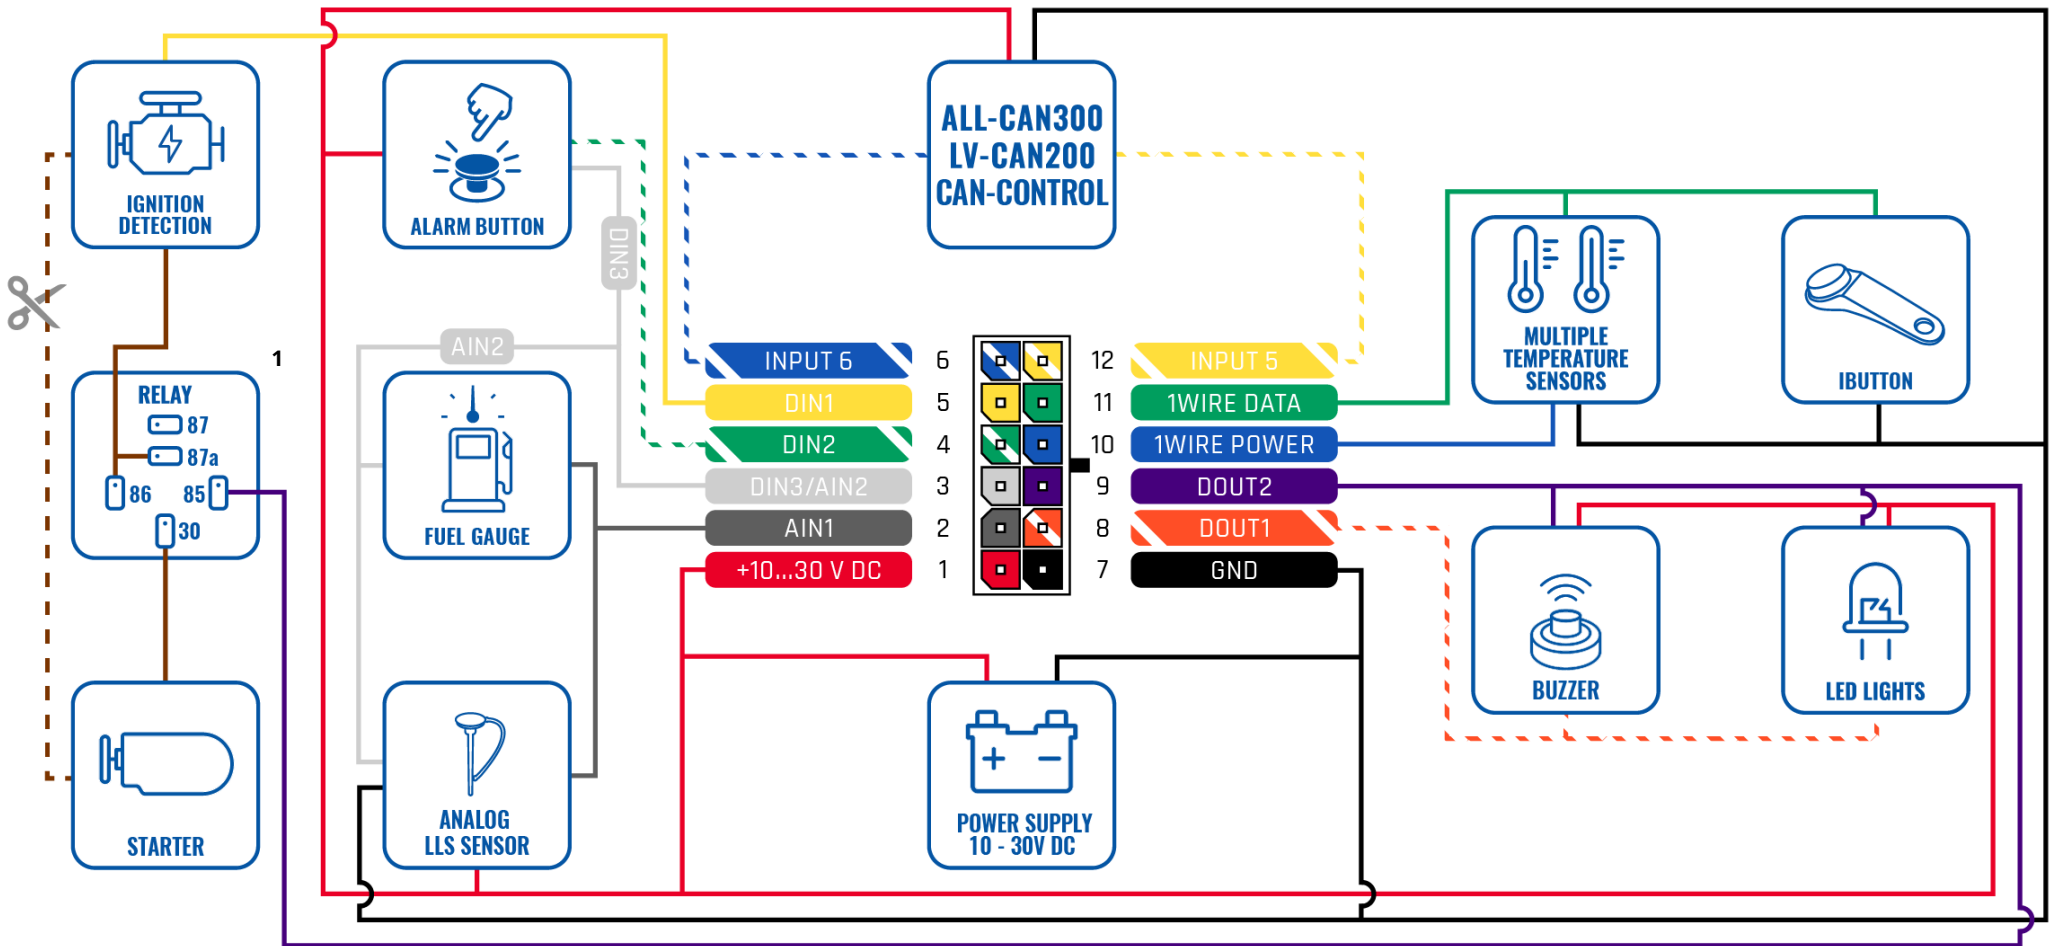 IGNITION
DETECTION
ALARM BUTTON
ALL-CAN300
LV-CAN200
CAN-CONTROL
DIN3
MULTIPLE
TEMPERATURE
SENSORS
IBUTTON
AIN2
1
RELAY
87
87a
86
85
30
FUEL GAUGE
INPUT 6
6
12
INPUT 5
DIN1
5
11
1WIRE DATA
DIN2
4
10
1WIRE POWER
DIN3/AIN2
3
9
DOUT2
AIN1
2
8
DOUT1
+10...30 V DC
1
7
GND
BUZZER
LED LIGHTS
STARTER
ANALOG
LLS SENSOR
+ −
POWER SUPPLY
10 - 30V DC